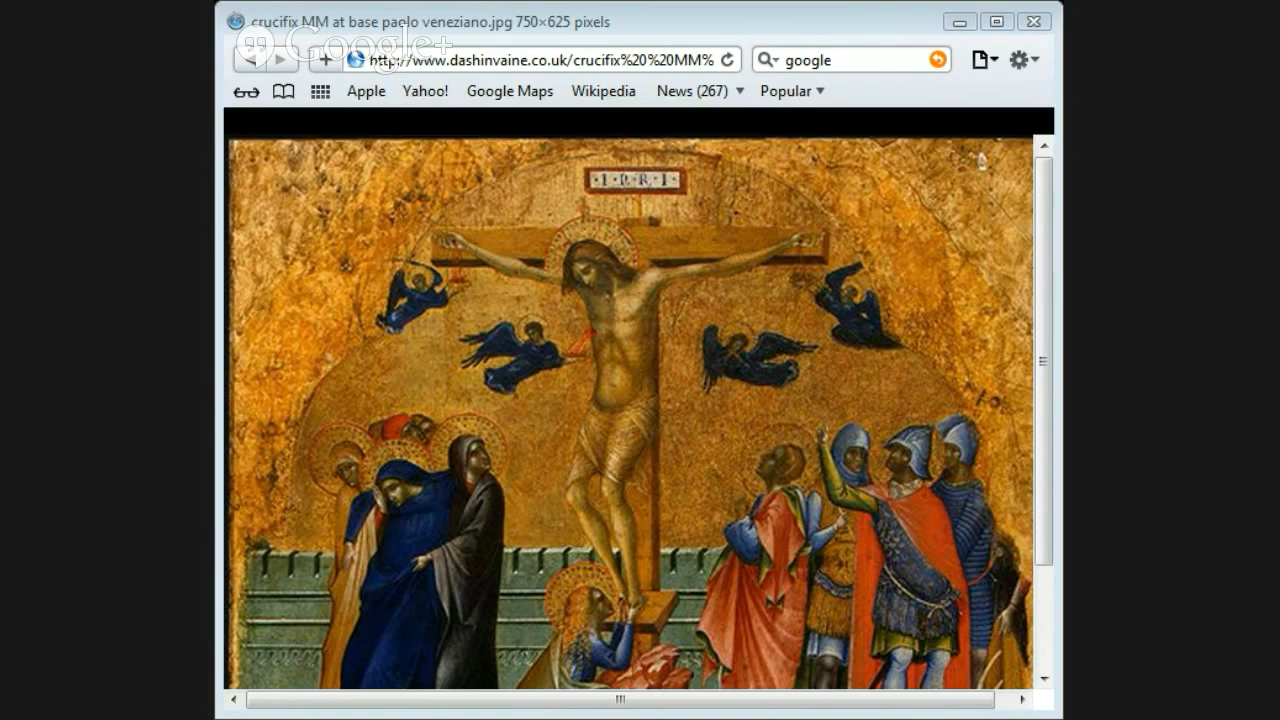 crucifix MM at base paolo veneziano.jpg 750×625 pixels
Google+
http://www.dashinvaine.co.uk/crucifix%20%20MM%
google
Apple Yahoo! Google Maps Wikipedia News (267) Popular
·I·N·R·I·